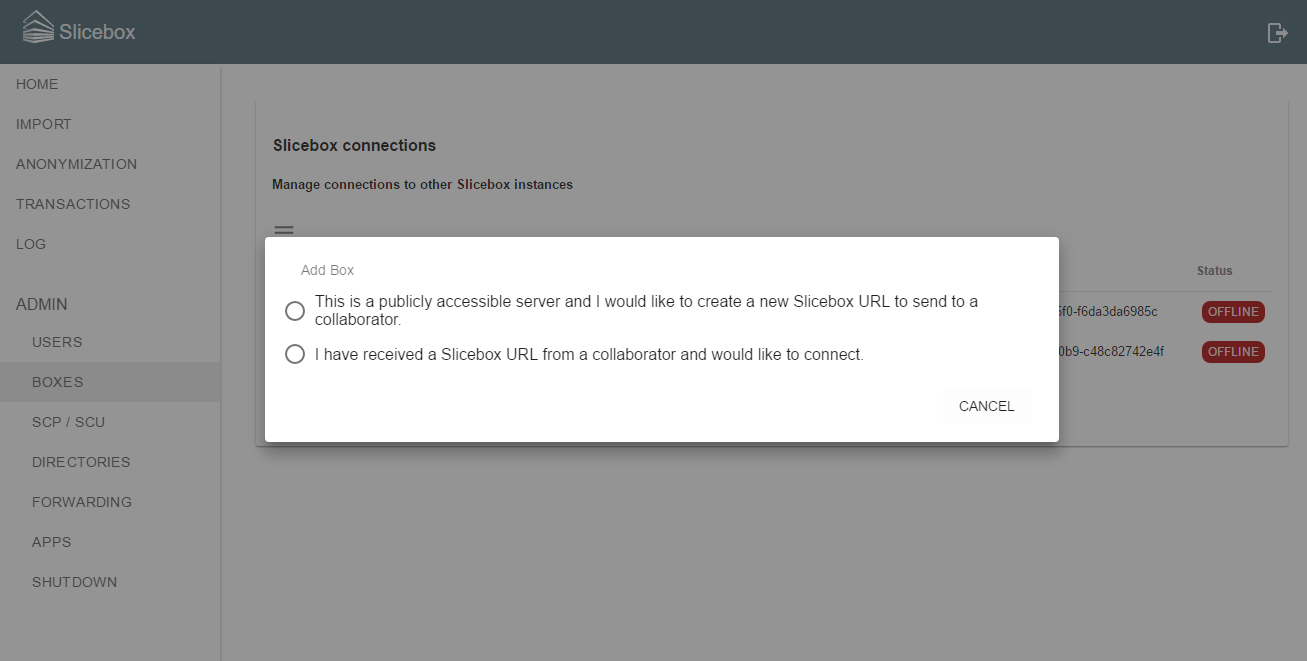 Slicebox
HOME
IMPORT
ANONYMIZATION
TRANSACTIONS
LOG
ADMIN
USERS
BOXES
SCP / SCU
DIRECTORIES
FORWARDING
APPS
SHUTDOWN
Slicebox connections
Manage connections to other Slicebox instances
Status
f0-f6da3da6985c OFFLINE
0b9-c48c82742e4f OFFLINE
Add Box
This is a publicly accessible server and I would like to create a new Slicebox URL to send to a
collaborator.
I have received a Slicebox URL from a collaborator and would like to connect.
CANCEL